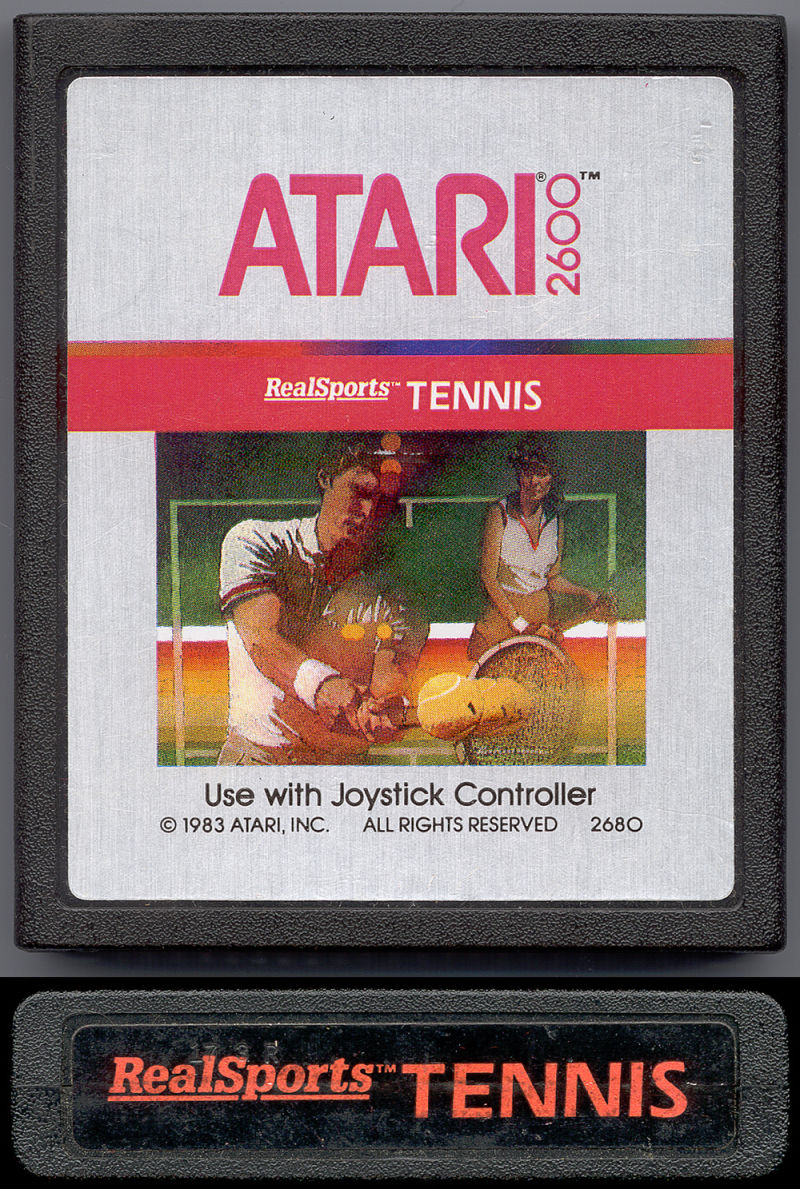 ATARI® 2600™
RealSports™ TENNIS
Use with Joystick Controller
© 1983 ATARI, INC. ALL RIGHTS RESERVED 2680
RealSports™ TENNIS